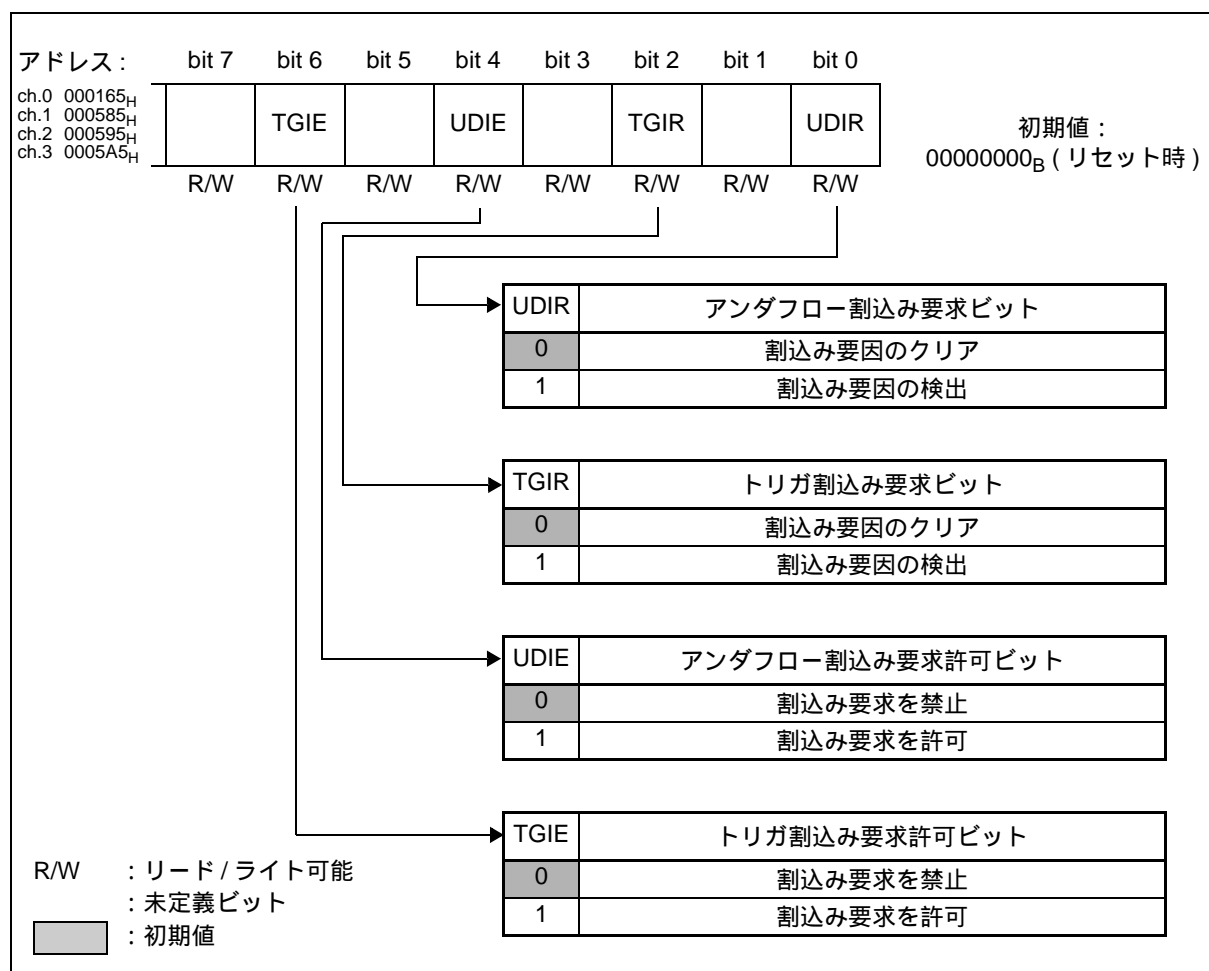 アドレス : bit 7 bit 6 bit 5 bit 4 bit 3 bit 2 bit 1 bit 0
ch.0 000165H
ch.1 000585H
ch.2 000595H
ch.3 0005A5H
TGIE UDIE TGIR UDIR
初期値 :
00000000B ( リセット時 )
R/W R/W R/W R/W R/W R/W R/W R/W
UDIR アンダフロー割込み要求ビット
0 割込み要因のクリア
1 割込み要因の検出
TGIR トリガ割込み要求ビット
0 割込み要因のクリア
1 割込み要因の検出
UDIE アンダフロー割込み要求許可ビット
0 割込み要求を禁止
1 割込み要求を許可
TGIE トリガ割込み要求許可ビット
0 割込み要求を禁止
1 割込み要求を許可
R/W : リード / ライト可能
: 未定義ビット
: 初期値